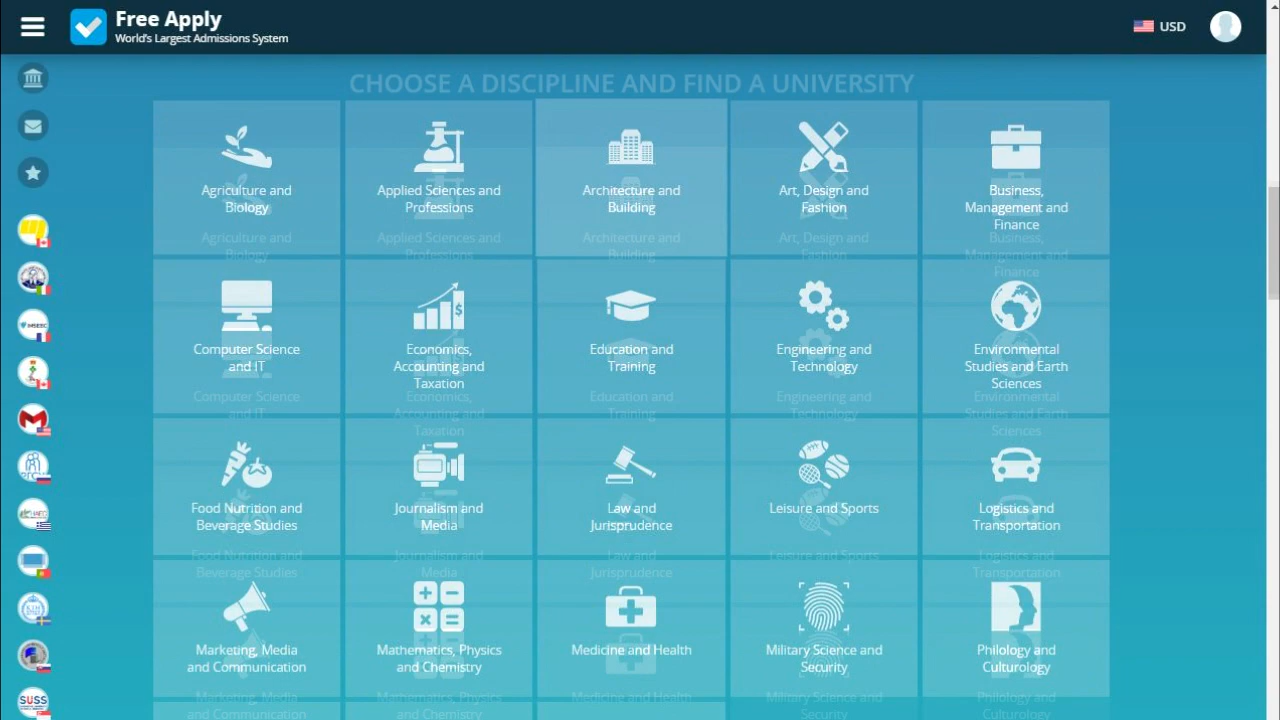 Free Apply
World's Largest Admissions System
USD
CHOOSE A DISCIPLINE AND FIND A UNIVERSITY
Agriculture and
Biology
Applied Sciences and
Professions
Architecture and
Building
Art, Design and
Fashion
Business,
Management and
Finance
Computer Science
and IT
Economics,
Accounting and
Taxation
Education and
Training
Engineering and
Technology
Environmental
Studies and Earth
Sciences
Food Nutrition and
Beverage Studies
Journalism and
Media
Law and
Jurisprudence
Leisure and Sports
Logistics and
Transportation
Marketing, Media
and Communication
Mathematics, Physics
and Chemistry
Medicine and Health
Military Science and
Security
Philology and
Culturology
INSEEC
SUSS